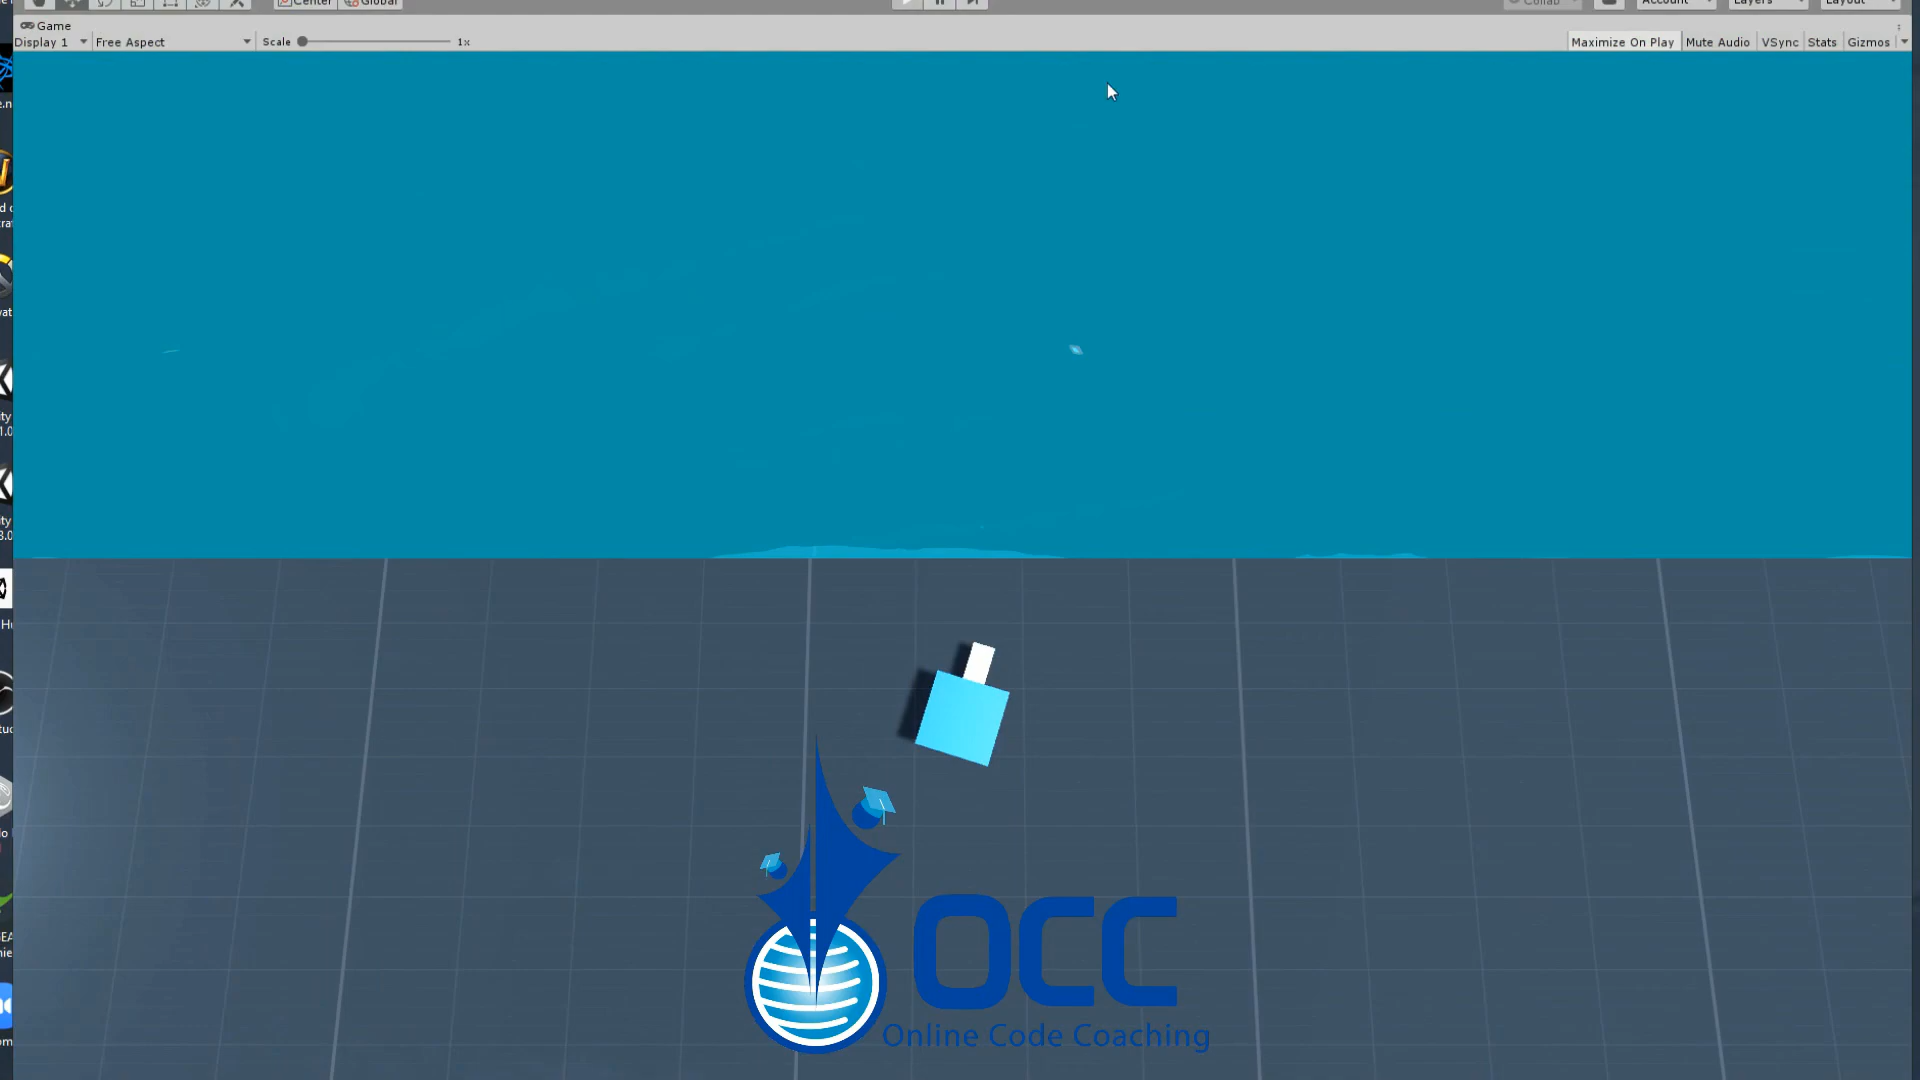 Center
Global
Collab
Account
Layers
Layout
Game
Display 1
Free Aspect
Scale
1x
Maximize On Play
Mute Audio
VSync
Stats
Gizmos
OCC
Online Code Coaching